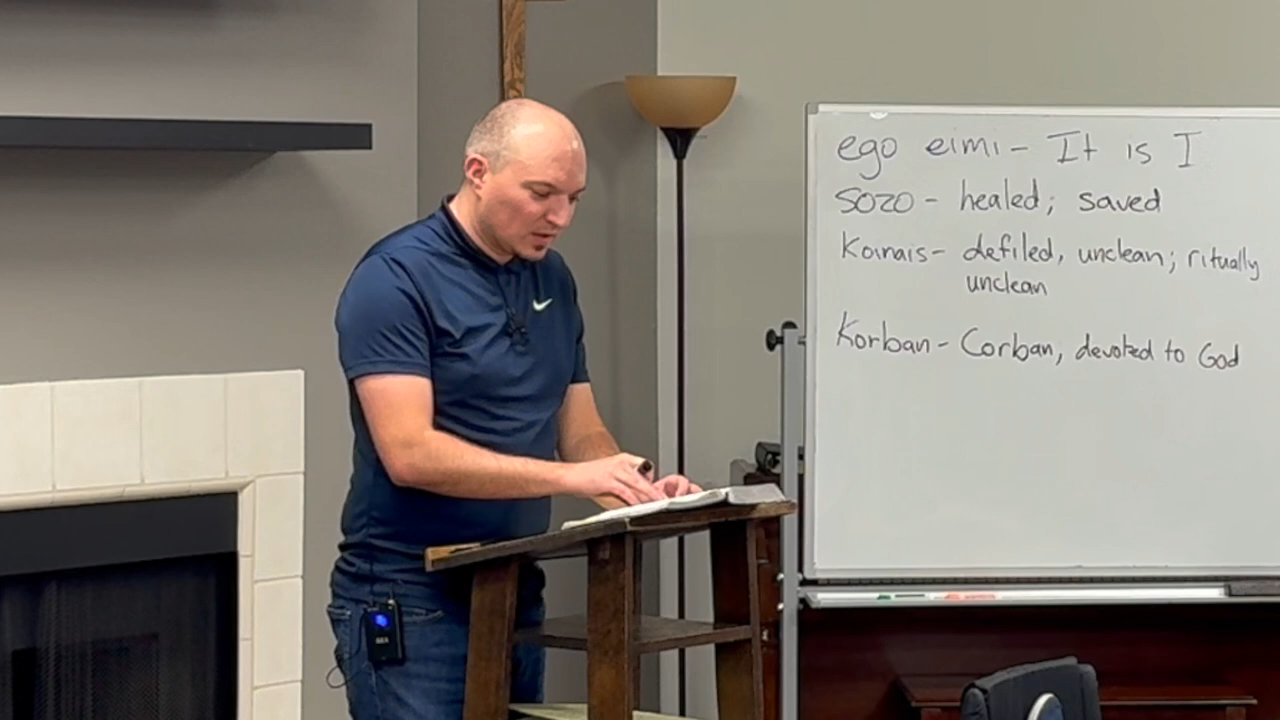 ego eimi - It is I
sozo - healed; saved
Koinais - defiled, unclean; ritually
unclean
Korban - Corban, devoted to God